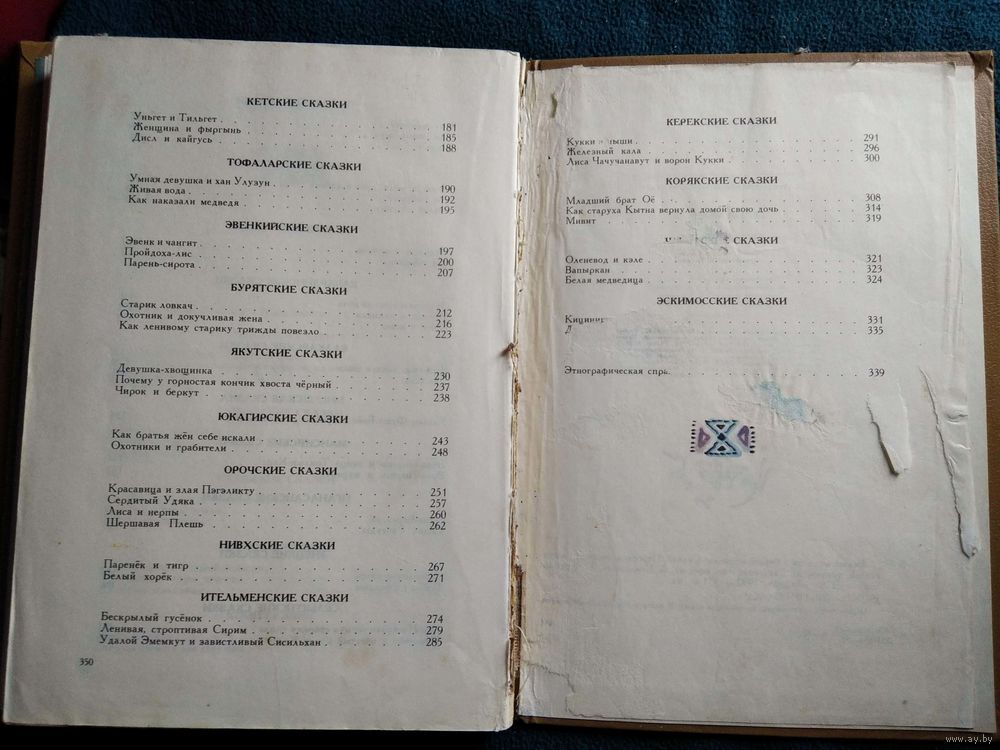 КЕТСКИЕ СКАЗКИ
Уньгет и Тильгет . . . 181
Женщина и фыргынь . . . 185
Дисл и кайгусь . . . 188
ТОФАЛАРСКИЕ СКАЗКИ
Умная девушка и хан Улузун . . . 190
Живая вода . . . 192
Как наказали медведя . . . 195
ЭВЕНКИЙСКИЕ СКАЗКИ
Эвенк и чангит . . . 197
Пройдоха-лис . . . 200
Парень-сирота . . . 207
БУРЯТСКИЕ СКАЗКИ
Старик ловкач . . . 212
Охотник и докучливая жена . . . 216
Как ленивому старику трижды повезло . . . 223
ЯКУТСКИЕ СКАЗКИ
Девушка-хвощинка . . . 230
Почему у горностая кончик хвоста чёрный . . . 237
Чирок и беркут . . . 238
ЮКАГИРСКИЕ СКАЗКИ
Как братья жён себе искали . . . 243
Охотники и грабители . . . 248
ОРОЧСКИЕ СКАЗКИ
Красавица и злая Пэгэликту . . . 251
Сердитый Удяка . . . 257
Лиса и нерпы . . . 260
Шершавая Плешь . . . 262
НИВХСКИЕ СКАЗКИ
Паренёк и тигр . . . 267
Белый хорёк . . . 271
ИТЕЛЬМЕНСКИЕ СКАЗКИ
Бескрылый гусёнок . . . 274
Ленивая, строптивая Сирим . . . 279
Удалой Эмемкут и завистливый Сисильхан . . . 285
350
КЕРЕКСКИЕ СКАЗКИ
Кукки мыши . . . 291
Железный кала . . . 296
Лиса Чачучанавут и ворон Кукки . . . 300
КОРЯКСКИЕ СКАЗКИ
Младший брат Оё . . . 308
Как старуха Кытна вернула домой свою дочь . . . 314
Мивит . . . 319
СКАЗКИ
Оленевод и кэле . . . 321
Вапыркан . . . 323
Белая медведица . . . 324
ЭСКИМОССКИЕ СКАЗКИ
. . . 331
. . . 335
Этнографическая . . . 339
www.ay.by